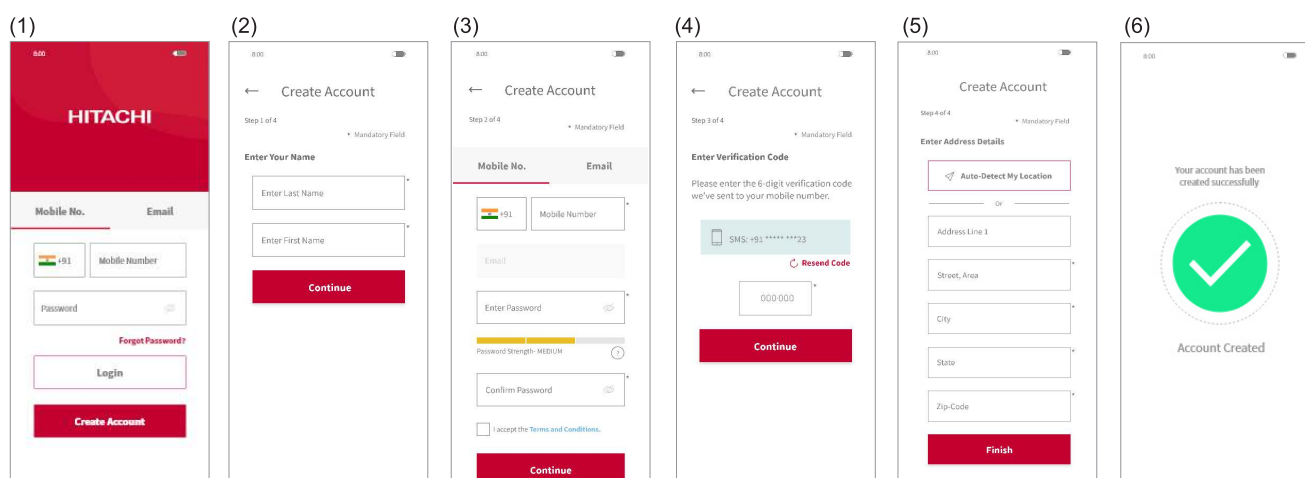 (1)
8:00
HITACHI
Mobile No. Email
+91 Mobile Number
Password
Forgot Password?
Login
Create Account
(2)
8:00
← Create Account
Step 1 of 4
* Mandatory Field
Enter Your Name
Enter Last Name *
Enter First Name *
Continue
(3)
8:00
← Create Account
Step 2 of 4
* Mandatory Field
Mobile No. Email
+91 Mobile Number *
Email
Enter Password *
Password Strength- MEDIUM ?
Confirm Password *
I accept the Terms and Conditions.
Continue
(4)
8:00
← Create Account
Step 3 of 4
* Mandatory Field
Enter Verification Code
Please enter the 6-digit verification code
we've sent to your mobile number.
SMS: +91 ***** ***23
Resend Code
000-000 *
Continue
(5)
8:00
Create Account
Step 4 of 4
* Mandatory Field
Enter Address Details
Auto-Detect My Location
Or
Address Line 1
Street, Area *
City *
State *
Zip-Code *
Finish
(6)
8:00
Your account has been
created successfully
Account Created